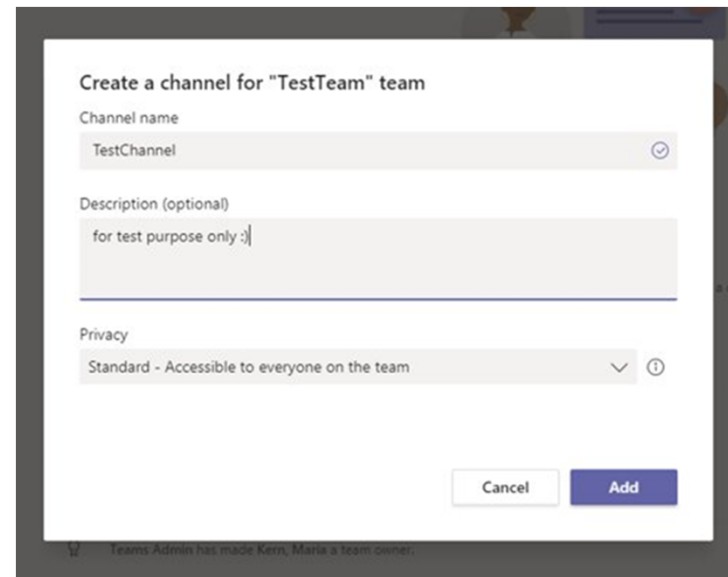 Create a channel for "TestTeam" team
Channel name
TestChannel
Description (optional)
for test purpose only :)
Privacy
Standard - Accessible to everyone on the team
Cancel
Add
Teams Admin has made Kern, Maria a team owner.